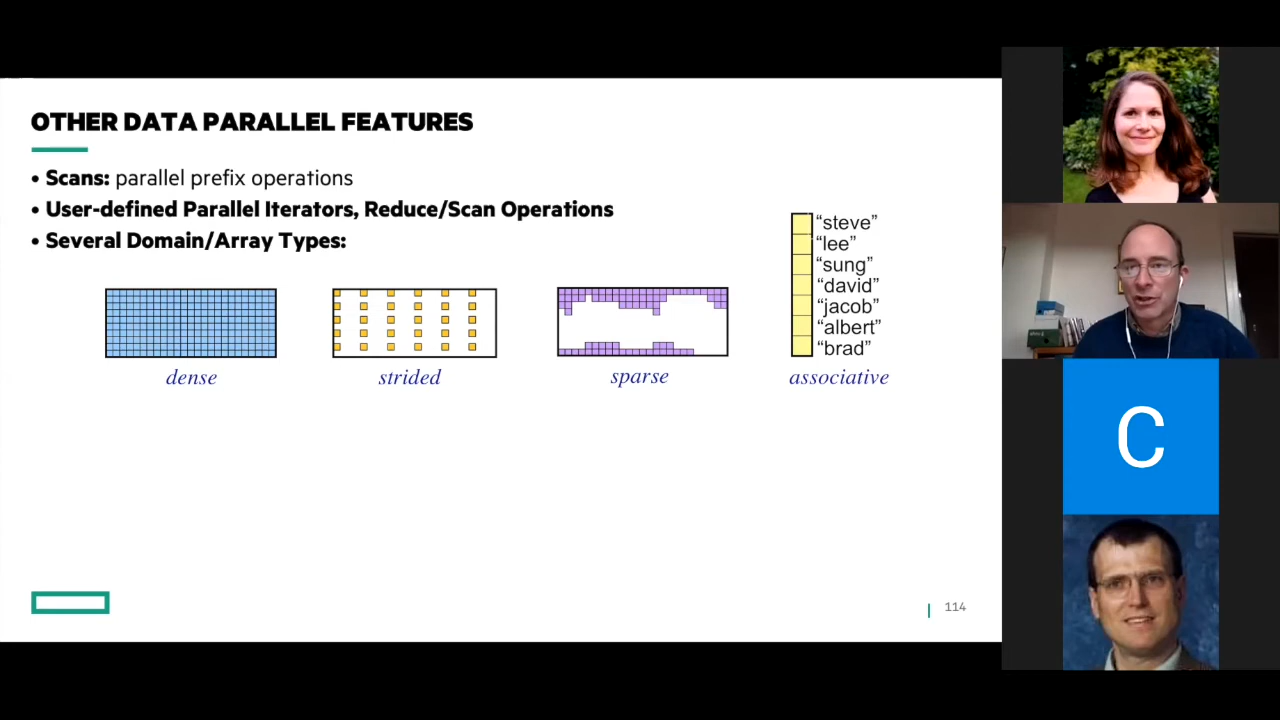 OTHER DATA PARALLEL FEATURES
• Scans: parallel prefix operations
• User-defined Parallel Iterators, Reduce/Scan Operations
• Several Domain/Array Types:
“steve”
“lee”
“sung”
“david”
“jacob”
“albert”
“brad”
dense
strided
sparse
associative
114
C